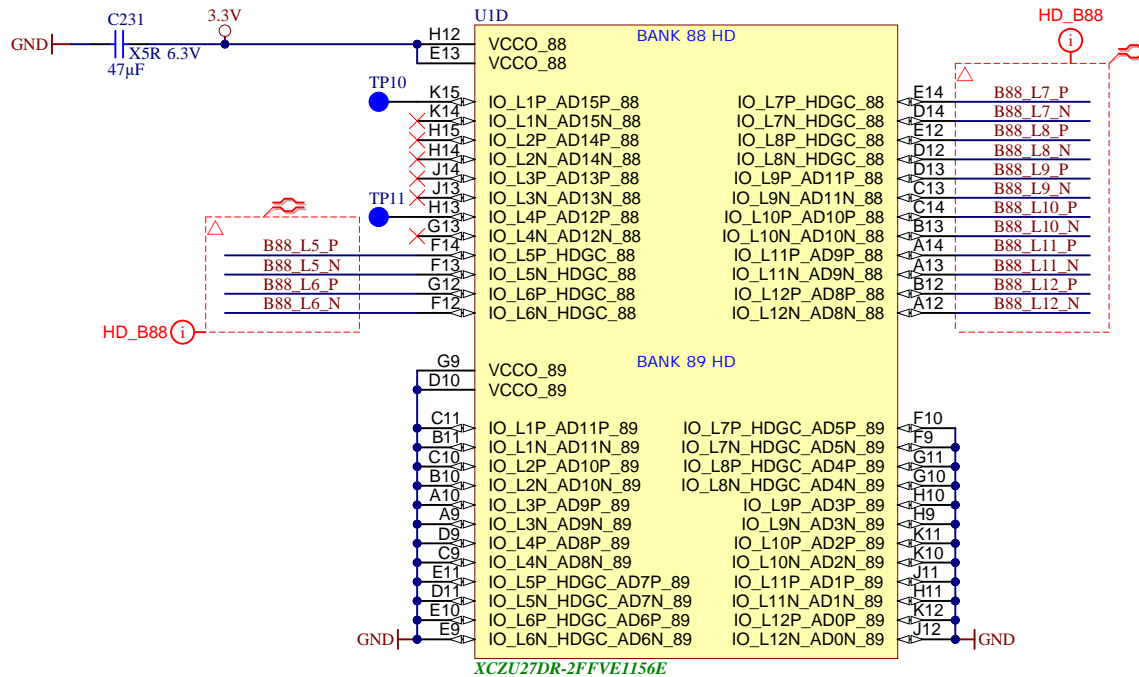 C231
3.3V
U1D
HD_B88
GND
X5R 6.3V
47µF
BANK 88 HD
H12 VCCO_88
E13 VCCO_88
TP10
K15 IO_L1P_AD15P_88 IO_L7P_HDGC_88 E14 B88_L7_P
K14 IO_L1N_AD15N_88 IO_L7N_HDGC_88 D14 B88_L7_N
H15 IO_L2P_AD14P_88 IO_L8P_HDGC_88 E12 B88_L8_P
H14 IO_L2N_AD14N_88 IO_L8N_HDGC_88 D12 B88_L8_N
J14 IO_L3P_AD13P_88 IO_L9P_AD11P_88 D13 B88_L9_P
J13 IO_L3N_AD13N_88 IO_L9N_AD11N_88 C13 B88_L9_N
TP11
H13 IO_L4P_AD12P_88 IO_L10P_AD10P_88 C14 B88_L10_P
G13 IO_L4N_AD12N_88 IO_L10N_AD10N_88 B13 B88_L10_N
B88_L5_P F14 IO_L5P_HDGC_88 IO_L11P_AD9P_88 A14 B88_L11_P
B88_L5_N F13 IO_L5N_HDGC_88 IO_L11N_AD9N_88 A13 B88_L11_N
B88_L6_P G12 IO_L6P_HDGC_88 IO_L12P_AD8P_88 B12 B88_L12_P
B88_L6_N F12 IO_L6N_HDGC_88 IO_L12N_AD8N_88 A12 B88_L12_N
HD_B88 i
i
BANK 89 HD
G9 VCCO_89
D10 VCCO_89
C11 IO_L1P_AD11P_89 IO_L7P_HDGC_AD5P_89 F10
B11 IO_L1N_AD11N_89 IO_L7N_HDGC_AD5N_89 F9
C10 IO_L2P_AD10P_89 IO_L8P_HDGC_AD4P_89 G11
B10 IO_L2N_AD10N_89 IO_L8N_HDGC_AD4N_89 G10
A10 IO_L3P_AD9P_89 IO_L9P_AD3P_89 H10
A9 IO_L3N_AD9N_89 IO_L9N_AD3N_89 H9
D9 IO_L4P_AD8P_89 IO_L10P_AD2P_89 K11
C9 IO_L4N_AD8N_89 IO_L10N_AD2N_89 K10
E11 IO_L5P_HDGC_AD7P_89 IO_L11P_AD1P_89 J11
D11 IO_L5N_HDGC_AD7N_89 IO_L11N_AD1N_89 H11
E10 IO_L6P_HDGC_AD6P_89 IO_L12P_AD0P_89 K12
GND E9 IO_L6N_HDGC_AD6N_89 IO_L12N_AD0N_89 J12 GND
XCZU27DR-2FFVE1156E